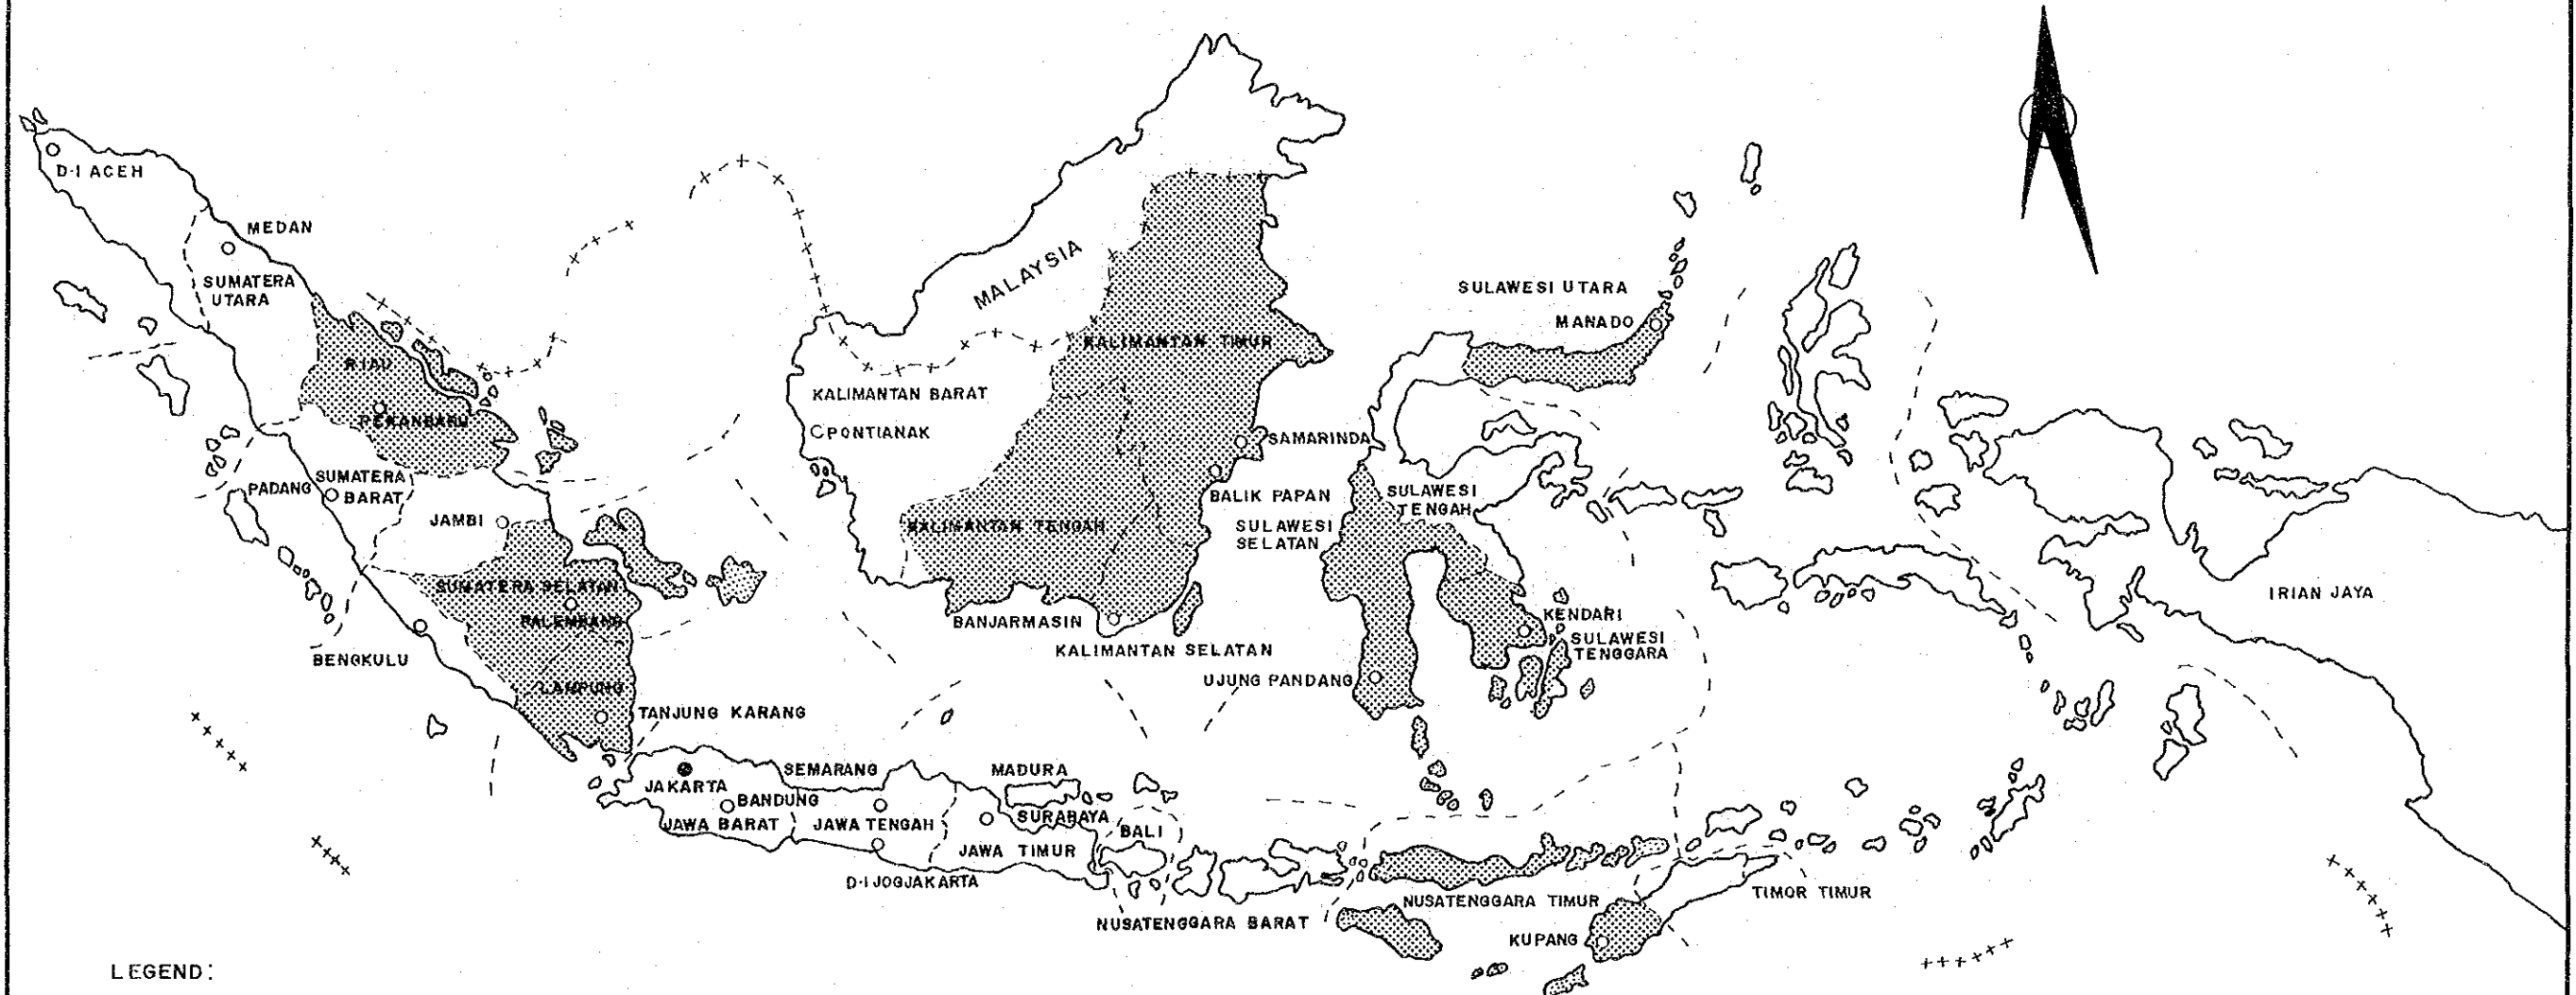 D·I ACEH
MEDAN
SUMATERA
UTARA
RIAU
PEKANBARU
PADANG
SUMATERA
BARAT
JAMBI
SUMATERA SELATAN
PALEMBANG
BENGKULU
LAMPUNG
TANJUNG KARANG
MALAYSIA
KALIMANTAN TIMUR
KALIMANTAN BARAT
PONTIANAK
SAMARINDA
BALIK PAPAN
KALIMANTAN TENGAH
BANJARMASIN
KALIMANTAN SELATAN
SULAWESI UTARA
MANADO
SULAWESI
TENGAH
SULAWESI
SELATAN
KENDARI
SULAWESI
TENGGARA
UJUNG PANDANG
IRIAN JAYA
JAKARTA
BANDUNG
JAWA BARAT
SEMARANG
JAWA TENGAH
D·I JOGJAKARTA
MADURA
SURABAYA
JAWA TIMUR
BALI
NUSATENGGARA BARAT
NUSATENGGARA TIMUR
KUPANG
TIMOR TIMUR
LEGEND: